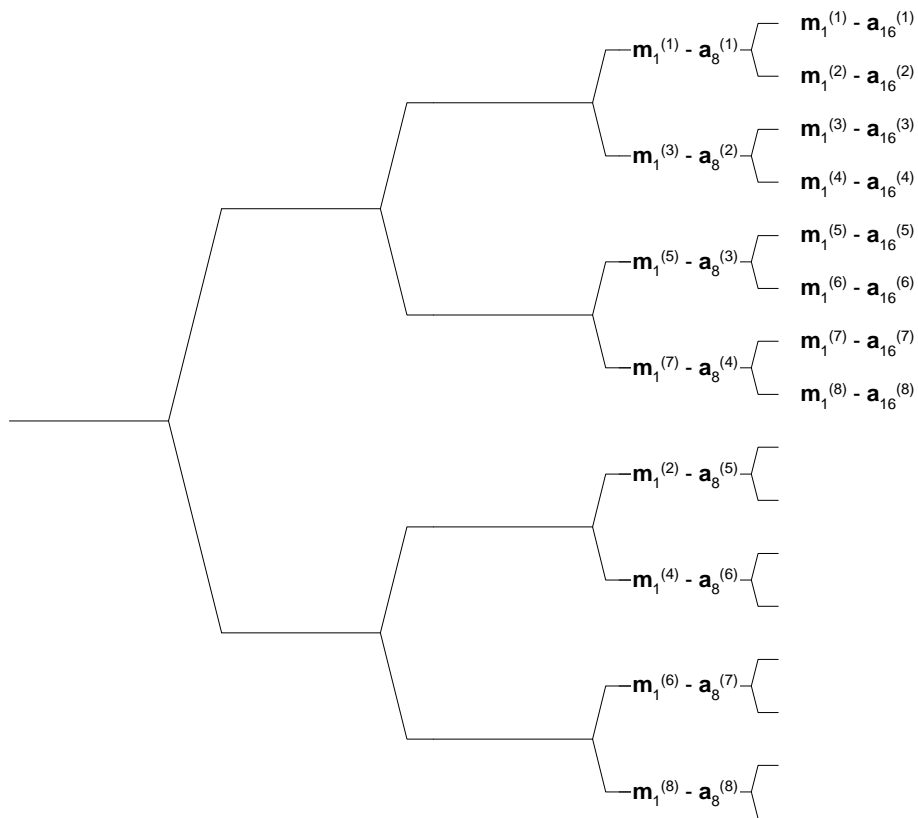 m₁⁽¹⁾ - a₈⁽¹⁾
m₁⁽³⁾ - a₈⁽²⁾
m₁⁽⁵⁾ - a₈⁽³⁾
m₁⁽⁷⁾ - a₈⁽⁴⁾
m₁⁽²⁾ - a₈⁽⁵⁾
m₁⁽⁴⁾ - a₈⁽⁶⁾
m₁⁽⁶⁾ - a₈⁽⁷⁾
m₁⁽⁸⁾ - a₈⁽⁸⁾
m₁⁽¹⁾ - a₁₆⁽¹⁾
m₁⁽²⁾ - a₁₆⁽²⁾
m₁⁽³⁾ - a₁₆⁽³⁾
m₁⁽⁴⁾ - a₁₆⁽⁴⁾
m₁⁽⁵⁾ - a₁₆⁽⁵⁾
m₁⁽⁶⁾ - a₁₆⁽⁶⁾
m₁⁽⁷⁾ - a₁₆⁽⁷⁾
m₁⁽⁸⁾ - a₁₆⁽⁸⁾